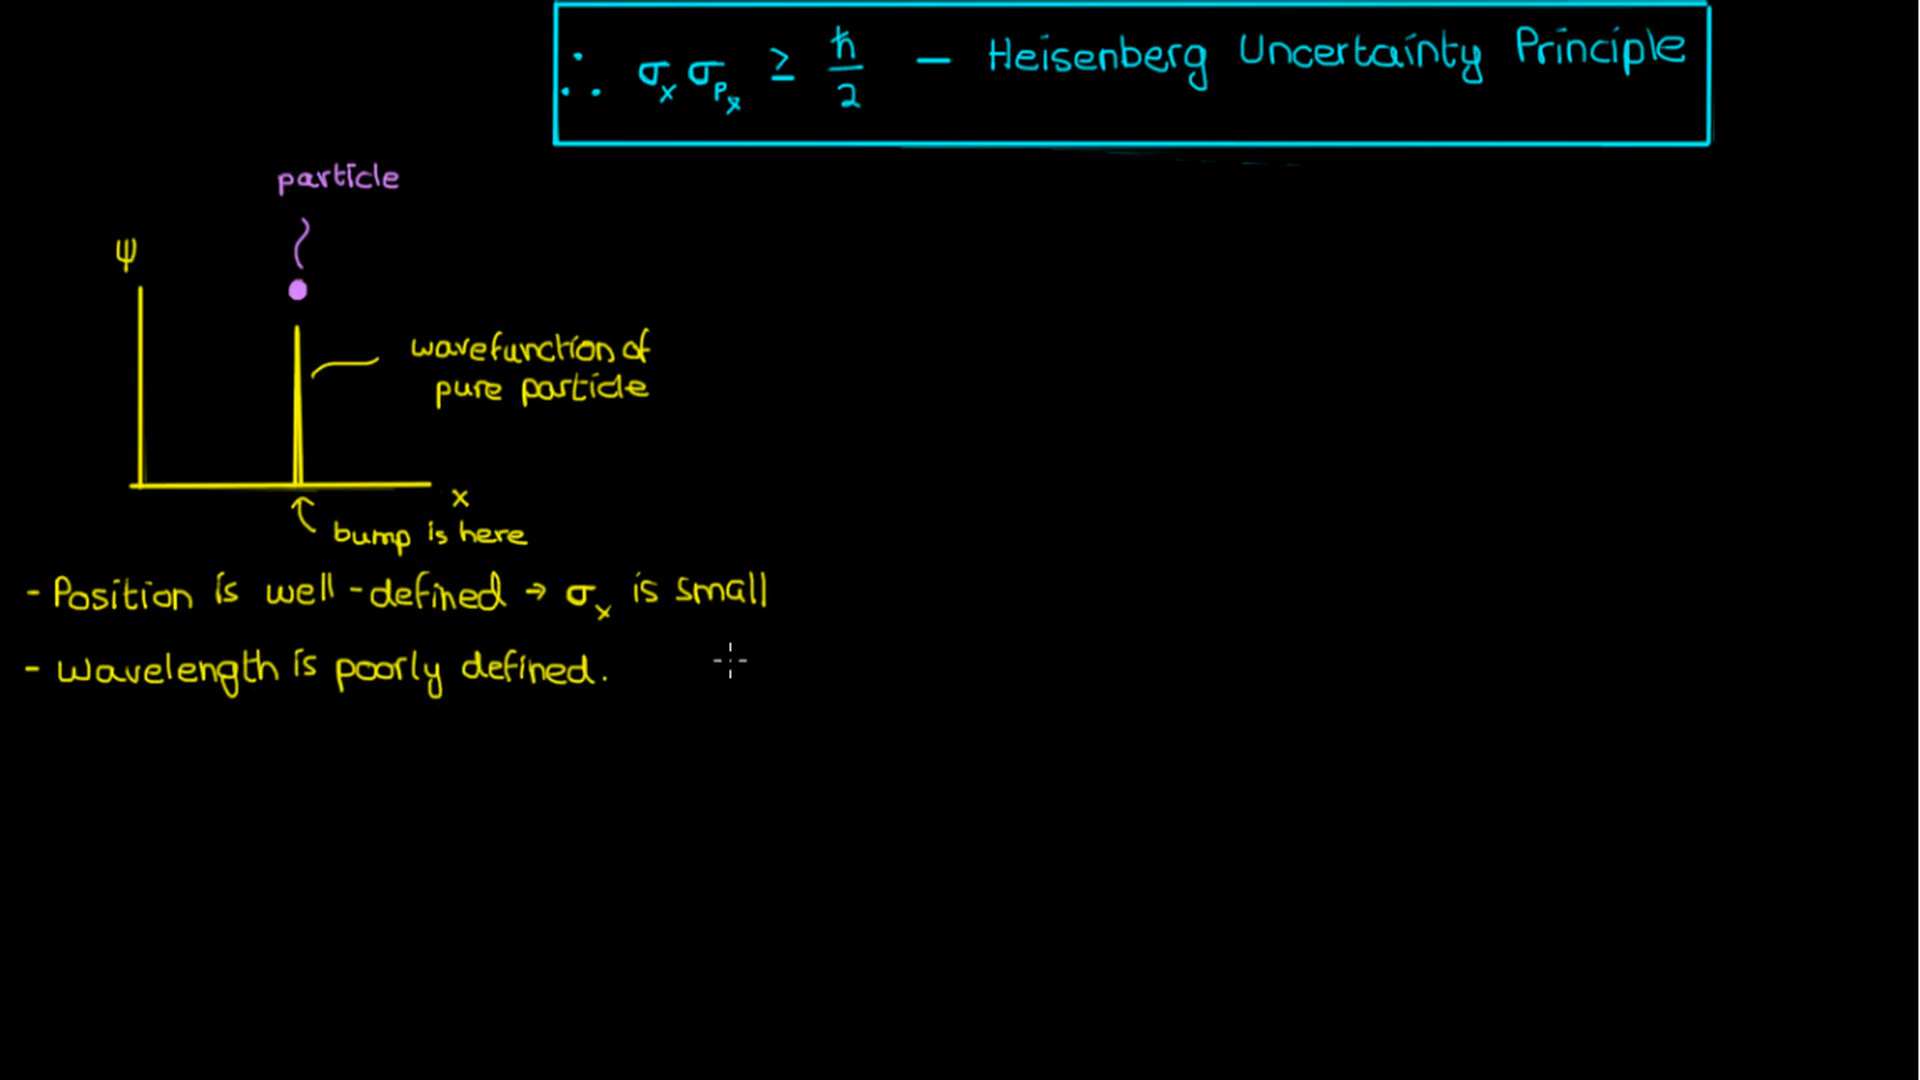 ∴ σₓ σ_pₓ ≥ ℏ/2 — Heisenberg Uncertainty Principle
particle
ψ
wavefunction of
pure particle
x
bump is here
- Position is well-defined → σₓ is small
- Wavelength is poorly defined.